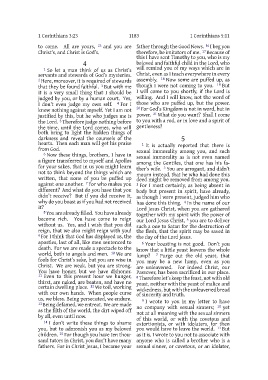 1 Corinthians 3:23 1183 1 Corinthians 5:11
to come. All are yours, 23 and you are
Christ's, and Christ is God's.
4
1 So let a man think of us as Christ's
servants and stewards of God's mysteries.
2 Here, moreover, it is required of stewards
that they be found faithful. 3 But with me
it is a very small thing that I should be
judged by you, or by a human court. Yes,
I don't even judge my own self. 4 For I
know nothing against myself. Yet I am not
justified by this, but he who judges me is
the Lord. 5 Therefore judge nothing before
the time, until the Lord comes, who will
both bring to light the hidden things of
darkness and reveal the counsels of the
hearts. Then each man will get his praise
from God.
6 Now these things, brothers, I have in
a figure transferred to myself and Apollos
for your sakes, that in us you might learn
not to think beyond the things which are
written, that none of you be puffed up
against one another. 7 For who makes you
different? And what do you have that you
didn't receive? But if you did receive it,
why do you boast as if you had not received
it?
8 You are already filled. You have already
become rich. You have come to reign
without us. Yes, and I wish that you did
reign, that we also might reign with you!
9 For I think that God has displayed us, the
apostles, last of all, like men sentenced to
death. For we are made a spectacle to the
world, both to angels and men. 10 We are
fools for Christ's sake, but you are wise in
Christ. We are weak, but you are strong.
You have honor, but we have dishonor.
11 Even to this present hour we hunger,
thirst, are naked, are beaten, and have no
certain dwelling place. 12 We toil, working
with our own hands. When people curse
us, we bless. Being persecuted, we endure.
13 Being defamed, we entreat. We are made
as the filth of the world, the dirt wiped off
by all, even until now.
14 I don't write these things to shame
you, but to admonish you as my beloved
children. 15 For though you have ten thou-
sand tutors in Christ, you don't have many
fathers. For in Christ Jesus, I became your
father through the Good News. 16 I beg you
therefore, be imitators of me. 17 Because of
this I have sent Timothy to you, who is my
beloved and faithful child in the Lord, who
will remind you of my ways which are in
Christ, even as I teach everywhere in every
assembly. 18 Now some are puffed up, as
though I were not coming to you. 19 But
I will come to you shortly, if the Lord is
willing. And I will know, not the word of
those who are puffed up, but the power.
20 For God's Kingdom is not in word, but in
power. 21 What do you want? Shall I come
to you with a rod, or in love and a spirit of
gentleness?
5
1 It is actually reported that there is
sexual immorality among you, and such
sexual immorality as is not even named
among the Gentiles, that one has his fa-
ther's wife. 2 You are arrogant, and didn't
mourn instead, that he who had done this
deed might be removed from among you.
3 For I most certainly, as being absent in
body but present in spirit, have already,
as though I were present, judged him who
has done this thing. 4 In the name of our
Lord Jesus Christ, when you are gathered
together with my spirit with the power of
our Lord Jesus Christ, 5 you are to deliver
such a one to Satan for the destruction of
the flesh, that the spirit may be saved in
the day of the Lord Jesus.
6 Your boasting is not good. Don't you
know that a little yeast leavens the whole
lump? 7 Purge out the old yeast, that
you may be a new lump, even as you
are unleavened. For indeed Christ, our
Passover, has been sacrificed in our place.
8 Therefore let's keep the feast, not with old
yeast, neither with the yeast of malice and
wickedness, but with the unleavened bread
of sincerity and truth.
9 I wrote to you in my letter to have
no company with sexual sinners; 10 yet
not at all meaning with the sexual sinners
of this world, or with the covetous and
extortionists, or with idolaters, for then
you would have to leave the world. 11 But
as it is, I wrote to you not to associate with
anyone who is called a brother who is a
sexual sinner, or covetous, or an idolater,